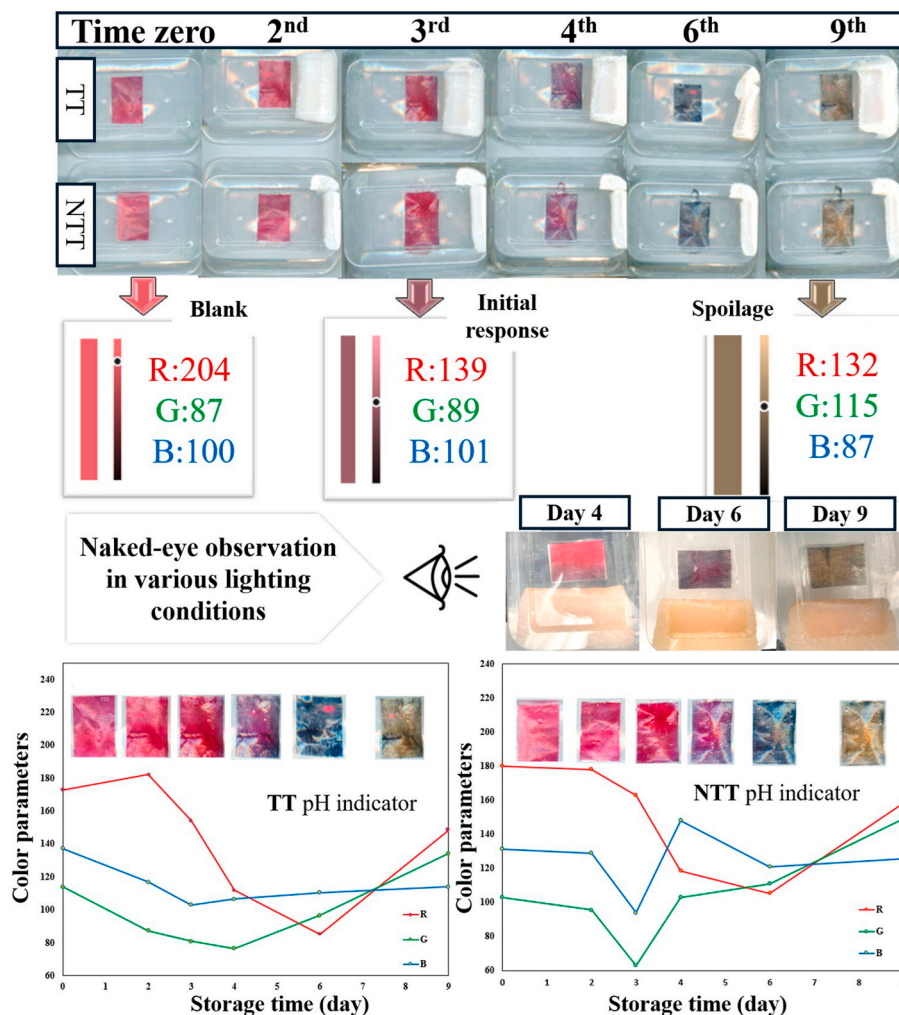 Time zero 2nd 3rd 4th 6th 9th
TT
NTT
Blank
Initial
response
Spoilage
R:204
G:87
B:100
R:139
G:89
B:101
R:132
G:115
B:87
Naked-eye observation
in various lighting
conditions
Day 4
Day 6
Day 9
Color parameters
240
220
200
180
160
140
120
100
80
60
TT pH indicator
R
G
B
0 1 2 3 4 5 6 7 8 9
Storage time (day)
Color parameters
240
220
200
180
160
140
120
100
80
60
NTT pH indicator
R
G
B
0 1 2 3 4 5 6 7 8
Storage time (day)